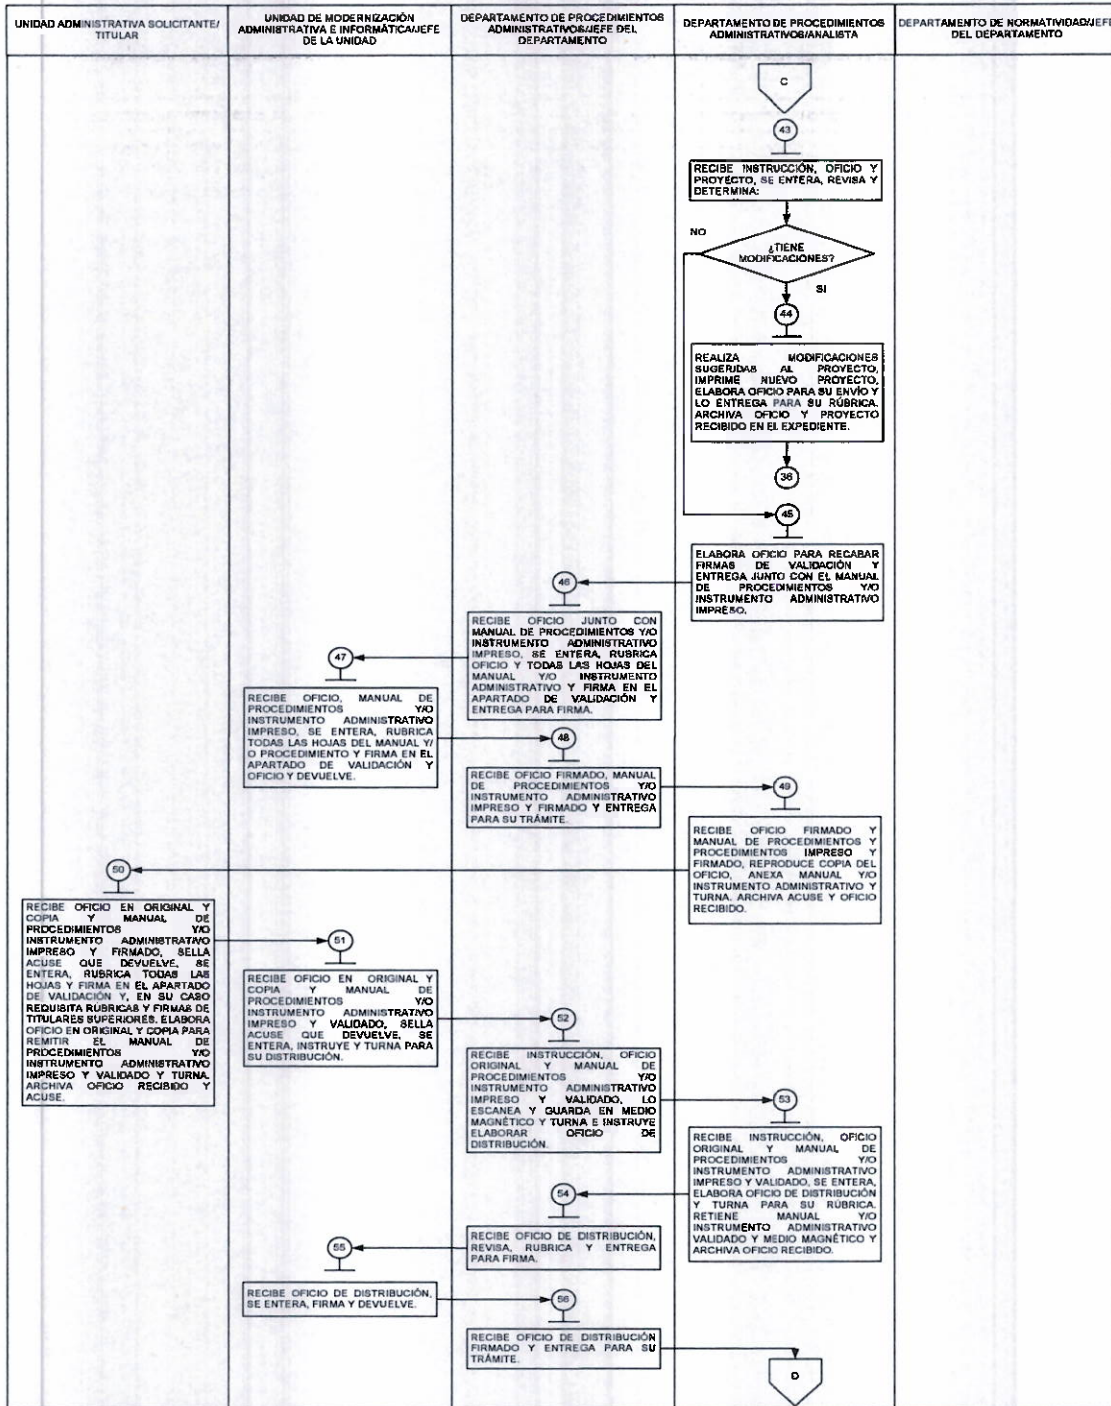 UNIDAD ADMINISTRATIVA SOLICITANTE/
TITULAR
UNIDAD DE MODERNIZACIÓN
ADMINISTRATIVA E INFORMÁTICA/JEFE
DE LA UNIDAD
DEPARTAMENTO DE PROCEDIMIENTOS
ADMINISTRATIVOS/JEFE DEL
DEPARTAMENTO
DEPARTAMENTO DE PROCEDIMIENTOS
ADMINISTRATIVOS/ANALISTA
DEPARTAMENTO DE NORMATIVIDAD/JEFE
DEL DEPARTAMENTO
C
43
RECIBE INSTRUCCIÓN, OFICIO Y
PROYECTO, SE ENTERA, REVISA Y
DETERMINA:
NO
¿TIENE
MODIFICACIONES?
SI
44
REALIZA MODIFICACIONES
SUGERIDAS AL PROYECTO,
IMPRIME NUEVO PROYECTO,
ELABORA OFICIO PARA SU ENVÍO Y
LO ENTREGA PARA SU RÚBRICA.
ARCHIVA OFICIO Y PROYECTO
RECIBIDO EN EL EXPEDIENTE.
36
45
ELABORA OFICIO PARA RECABAR
FIRMAS DE VALIDACIÓN Y
ENTREGA JUNTO CON EL MANUAL
DE PROCEDIMIENTOS Y/O
INSTRUMENTO ADMINISTRATIVO
IMPRESO.
46
RECIBE OFICIO JUNTO CON
MANUAL DE PROCEDIMIENTOS Y/O
INSTRUMENTO ADMINISTRATIVO
IMPRESO, SE ENTERA, RUBRICA
OFICIO Y TODAS LAS HOJAS DEL
MANUAL Y/O INSTRUMENTO
ADMINISTRATIVO Y FIRMA EN EL
APARTADO DE VALIDACIÓN Y
ENTREGA PARA FIRMA.
47
RECIBE OFICIO, MANUAL DE
PROCEDIMIENTOS Y/O
INSTRUMENTO ADMINISTRATIVO
IMPRESO, SE ENTERA, RUBRICA
TODAS LAS HOJAS DEL MANUAL Y/
O PROCEDIMIENTO Y FIRMA EN EL
APARTADO DE VALIDACIÓN Y
OFICIO Y DEVUELVE.
48
RECIBE OFICIO FIRMADO, MANUAL
DE PROCEDIMIENTOS Y/O
INSTRUMENTO ADMINISTRATIVO
IMPRESO Y FIRMADO Y ENTREGA
PARA SU TRÁMITE.
49
RECIBE OFICIO FIRMADO Y
MANUAL DE PROCEDIMIENTOS Y
PROCEDIMIENTOS IMPRESO Y
FIRMADO, REPRODUCE COPIA DEL
OFICIO, ANEXA MANUAL Y/O
INSTRUMENTO ADMINISTRATIVO Y
TURNA. ARCHIVA ACUSE Y OFICIO
RECIBIDO.
50
RECIBE OFICIO EN ORIGINAL Y
COPIA Y MANUAL DE
PROCEDIMIENTOS Y/O
INSTRUMENTO ADMINISTRATIVO
IMPRESO Y FIRMADO, SELLA
ACUSE QUE DEVUELVE, SE
ENTERA, RUBRICA TODAS LAS
HOJAS Y FIRMA EN EL APARTADO
DE VALIDACIÓN Y, EN SU CASO
REQUISITA RÚBRICAS Y FIRMAS DE
TITULARES SUPERIORES. ELABORA
OFICIO EN ORIGINAL Y COPIA PARA
REMITIR EL MANUAL DE
PROCEDIMIENTOS Y/O
INSTRUMENTO ADMINISTRATIVO
IMPRESO Y VALIDADO Y TURNA.
ARCHIVA OFICIO RECIBIDO Y
ACUSE.
51
RECIBE OFICIO EN ORIGINAL Y
COPIA Y MANUAL DE
PROCEDIMIENTOS Y/O
INSTRUMENTO ADMINISTRATIVO
IMPRESO Y VALIDADO, SELLA
ACUSE QUE DEVUELVE, SE
ENTERA, INSTRUYE Y TURNA PARA
SU DISTRIBUCIÓN.
52
RECIBE INSTRUCCIÓN, OFICIO
ORIGINAL Y MANUAL DE
PROCEDIMIENTOS Y/O
INSTRUMENTO ADMINISTRATIVO
IMPRESO Y VALIDADO, LO
ESCANEA Y GUARDA EN MEDIO
MAGNÉTICO Y TURNA E INSTRUYE
ELABORAR OFICIO DE
DISTRIBUCIÓN.
53
RECIBE INSTRUCCIÓN, OFICIO
ORIGINAL Y MANUAL DE
PROCEDIMIENTOS Y/O
INSTRUMENTO ADMINISTRATIVO
IMPRESO Y VALIDADO, SE ENTERA,
ELABORA OFICIO DE DISTRIBUCIÓN
Y TURNA PARA SU RÚBRICA.
RETIENE MANUAL Y/O
INSTRUMENTO ADMINISTRATIVO
VALIDADO Y MEDIO MAGNÉTICO Y
ARCHIVA OFICIO RECIBIDO.
54
RECIBE OFICIO DE DISTRIBUCIÓN,
REVISA, RUBRICA Y ENTREGA
PARA FIRMA.
55
RECIBE OFICIO DE DISTRIBUCIÓN,
SE ENTERA, FIRMA Y DEVUELVE.
56
RECIBE OFICIO DE DISTRIBUCIÓN
FIRMADO Y ENTREGA PARA SU
TRÁMITE.
D